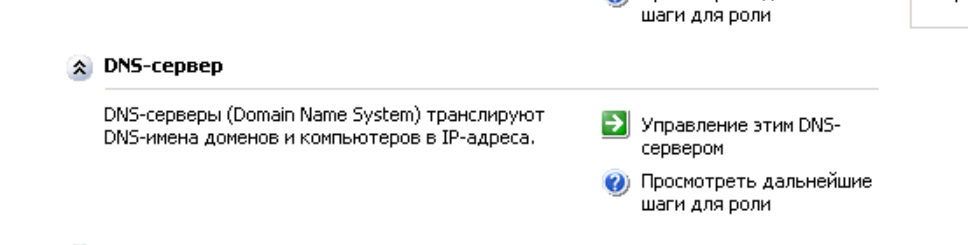 шаги для роли
DNS-сервер
DNS-серверы (Domain Name System) транслируют
DNS-имена доменов и компьютеров в IP-адреса.
Управление этим DNS-
сервером
Просмотреть дальнейшие
шаги для роли